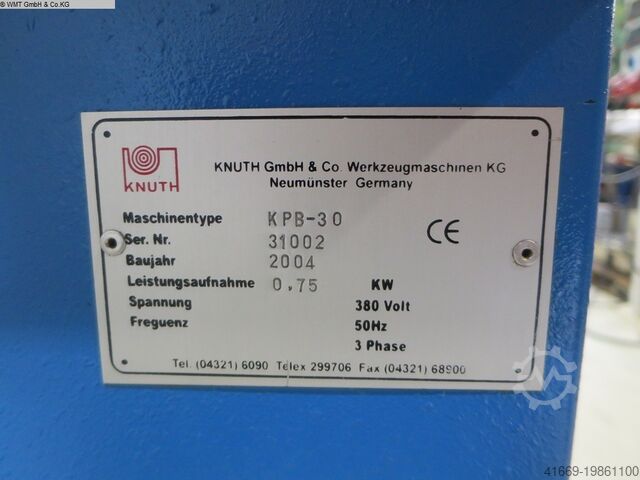 © WMT GmbH & Co.KG
KNUTH
KNUTH GmbH & Co. Werkzeugmaschinen KG
Neumünster Germany
Maschinentype KPB-30
Ser. Nr. 31002
Baujahr 2004
Leistungsaufnahme 0,75 KW
Spannung 380 Volt
Frequenz 50Hz
3 Phase
CE
Tel. (04321) 6090 Telex 299706 Fax (04321) 68900
41669-19861100